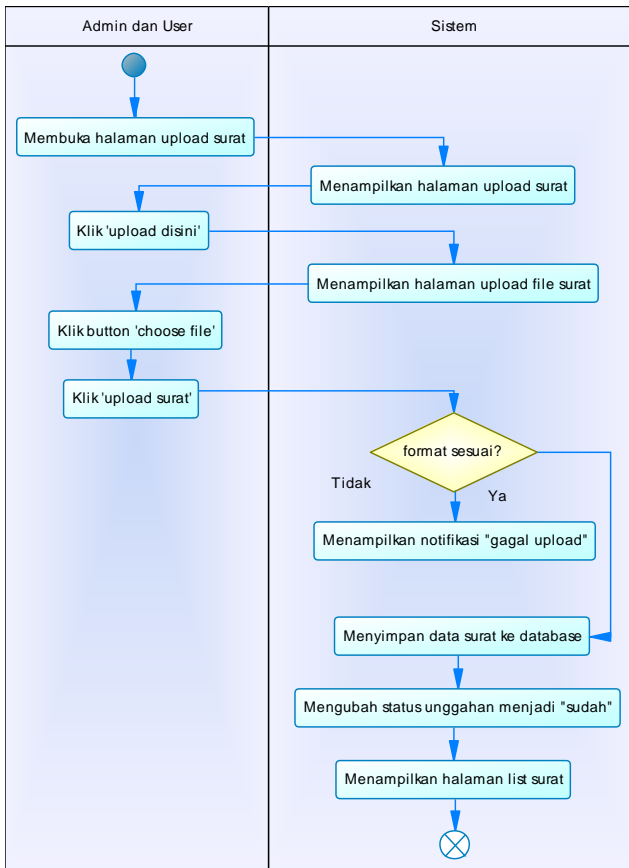 Admin dan User
Sistem
Membuka halaman upload surat
Menampilkan halaman upload surat
Klik 'upload disini'
Menampilkan halaman upload file surat
Klik button 'choose file'
Klik 'upload surat'
format sesuai?
Tidak
Ya
Menampilkan notifikasi "gagal upload"
Menyimpan data surat ke database
Mengubah status unggahan menjadi "sudah"
Menampilkan halaman list surat